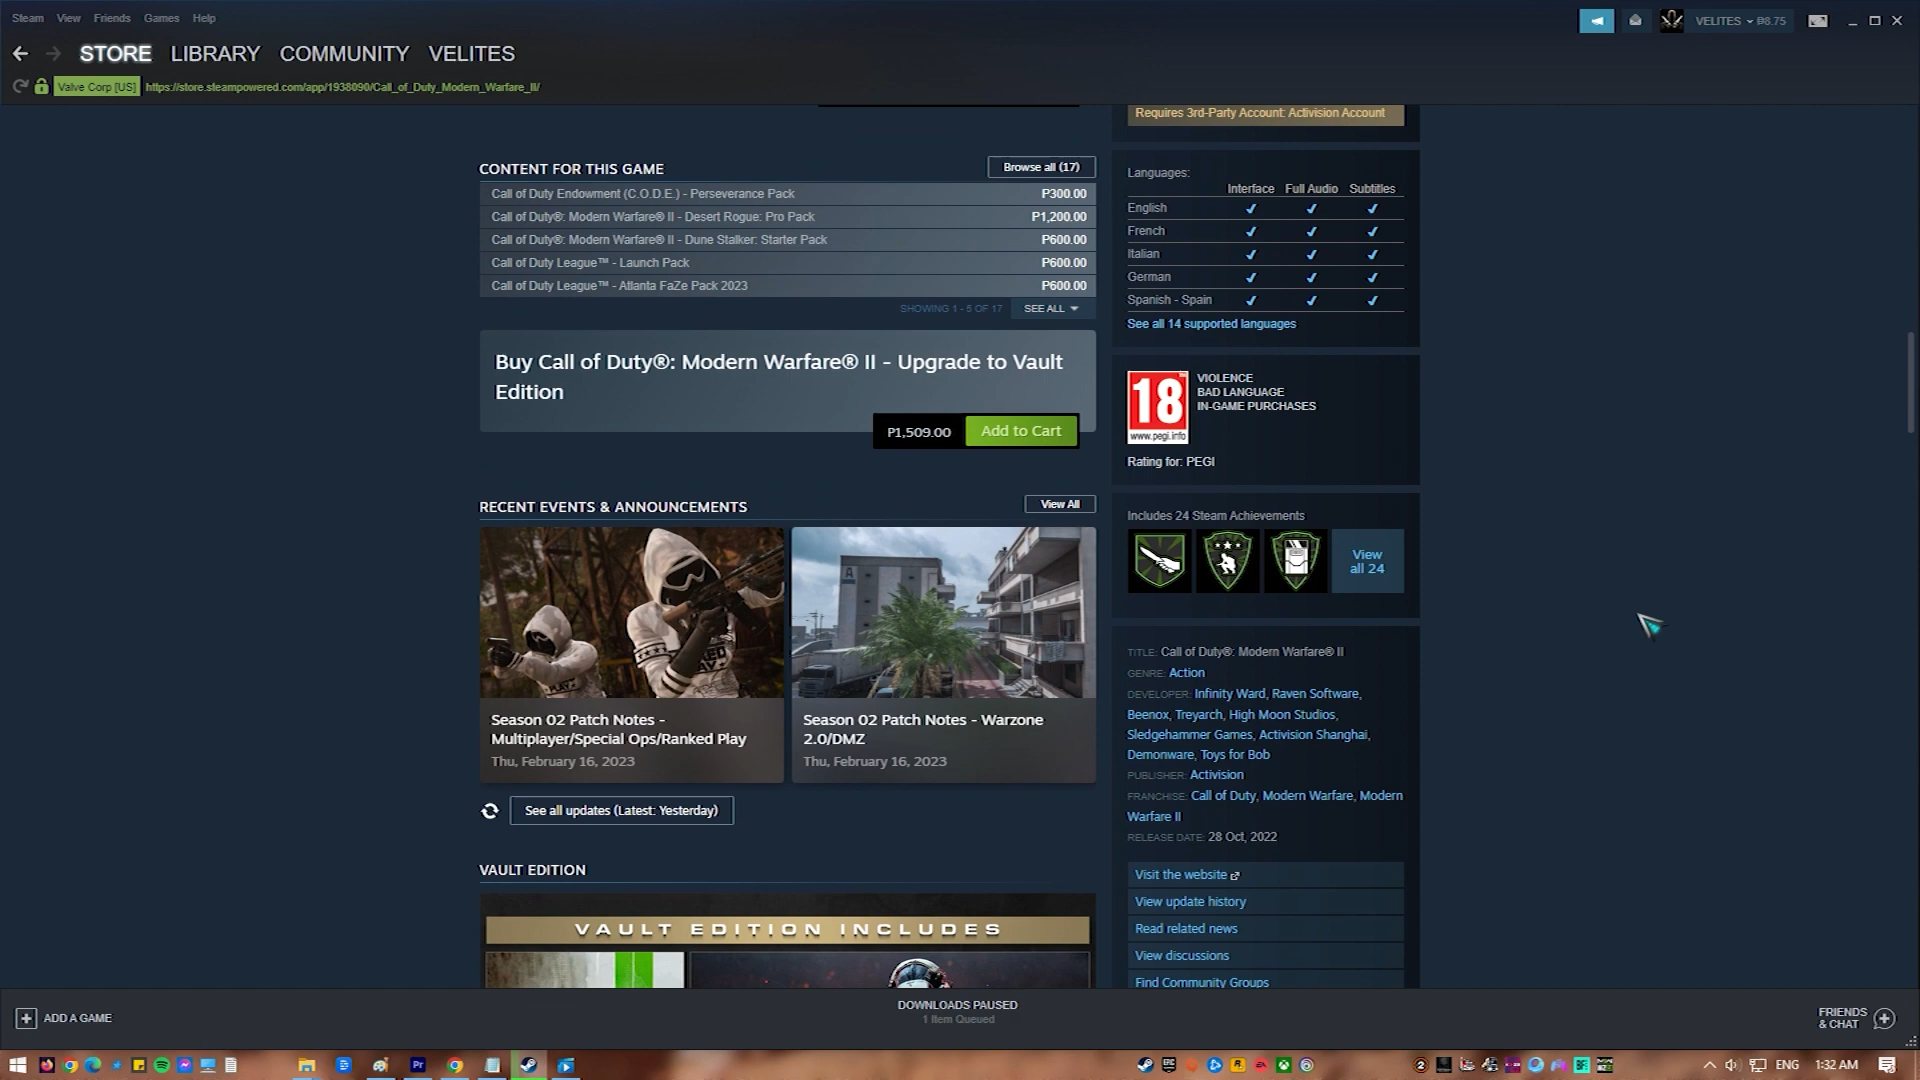 Steam View Friends Games Help
VELITES ₱8.75
STORE LIBRARY COMMUNITY VELITES
Valve Corp [US] https://store.steampowered.com/app/1938090/Call_of_Duty_Modern_Warfare_II/
Requires 3rd-Party Account: Activision Account
CONTENT FOR THIS GAME
Browse all (17)
Call of Duty Endowment (C.O.D.E.) - Perseverance Pack P300.00
Call of Duty®: Modern Warfare® II - Desert Rogue: Pro Pack P1,200.00
Call of Duty®: Modern Warfare® II - Dune Stalker: Starter Pack P600.00
Call of Duty League™ - Launch Pack P600.00
Call of Duty League™ - Atlanta FaZe Pack 2023 P600.00
SHOWING 1 - 5 OF 17 SEE ALL
Buy Call of Duty®: Modern Warfare® II - Upgrade to Vault
Edition
P1,509.00 Add to Cart
RECENT EVENTS & ANNOUNCEMENTS
View All
A
Season 02 Patch Notes -
Multiplayer/Special Ops/Ranked Play
Thu, February 16, 2023
Season 02 Patch Notes - Warzone
2.0/DMZ
Thu, February 16, 2023
See all updates (Latest: Yesterday)
VAULT EDITION
VAULT EDITION INCLUDES
Languages:
Interface Full Audio Subtitles
English
French
Italian
German
Spanish - Spain
See all 14 supported languages
18
www.pegi.info
VIOLENCE
BAD LANGUAGE
IN-GAME PURCHASES
Rating for: PEGI
Includes 24 Steam Achievements
View
all 24
TITLE: Call of Duty®: Modern Warfare® II
GENRE: Action
DEVELOPER: Infinity Ward, Raven Software,
Beenox, Treyarch, High Moon Studios,
Sledgehammer Games, Activision Shanghai,
Demonware, Toys for Bob
PUBLISHER: Activision
FRANCHISE: Call of Duty, Modern Warfare, Modern
Warfare II
RELEASE DATE: 28 Oct, 2022
Visit the website
View update history
Read related news
View discussions
Find Community Groups
ADD A GAME
DOWNLOADS PAUSED
1 Item Queued
FRIENDS
& CHAT
Pr
ENG 1:32 AM